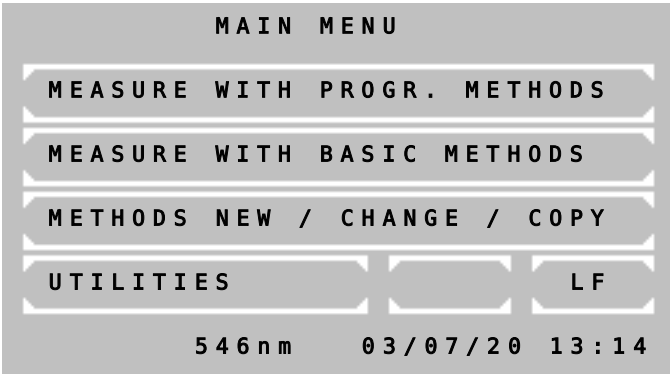 MAIN MENU
MEASURE WITH PROGR. METHODS
MEASURE WITH BASIC METHODS
METHODS NEW / CHANGE / COPY
UTILITIES LF
546nm 03/07/20 13:14